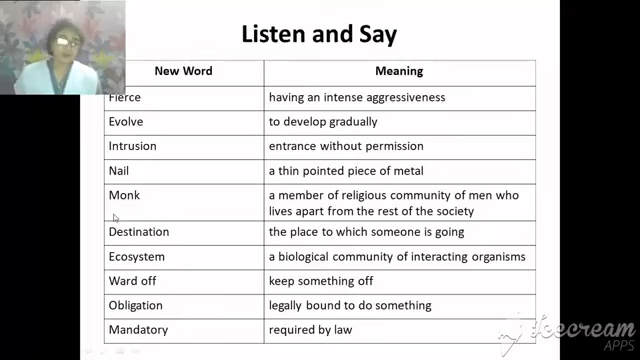 Listen and Say
New Word Meaning
Fierce having an intense aggressiveness
Evolve to develop gradually
Intrusion entrance without permission
Nail a thin pointed piece of metal
Monk a member of religious community of men who
lives apart from the rest of the society
Destination the place to which someone is going
Ecosystem a biological community of interacting organisms
Ward off keep something off
Obligation legally bound to do something
Mandatory required by law
Icecream
APPS